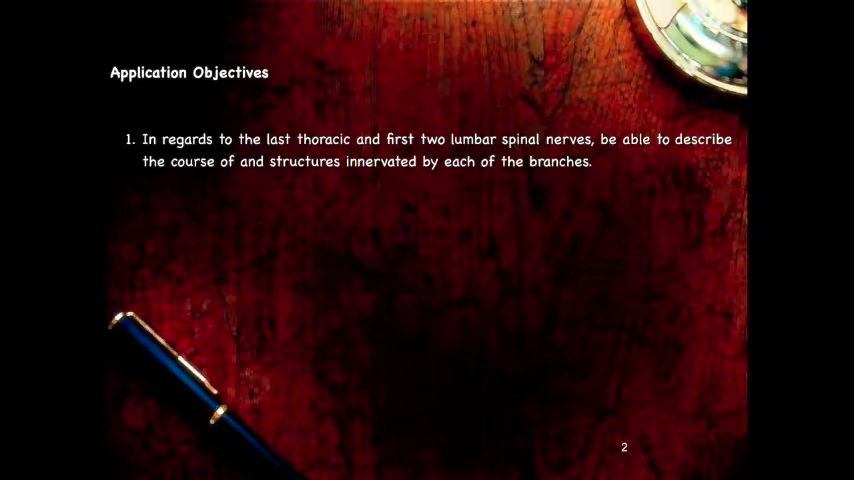 Application Objectives
1. In regards to the last thoracic and first two lumbar spinal nerves, be able to describe
the course of and structures innervated by each of the branches.
2